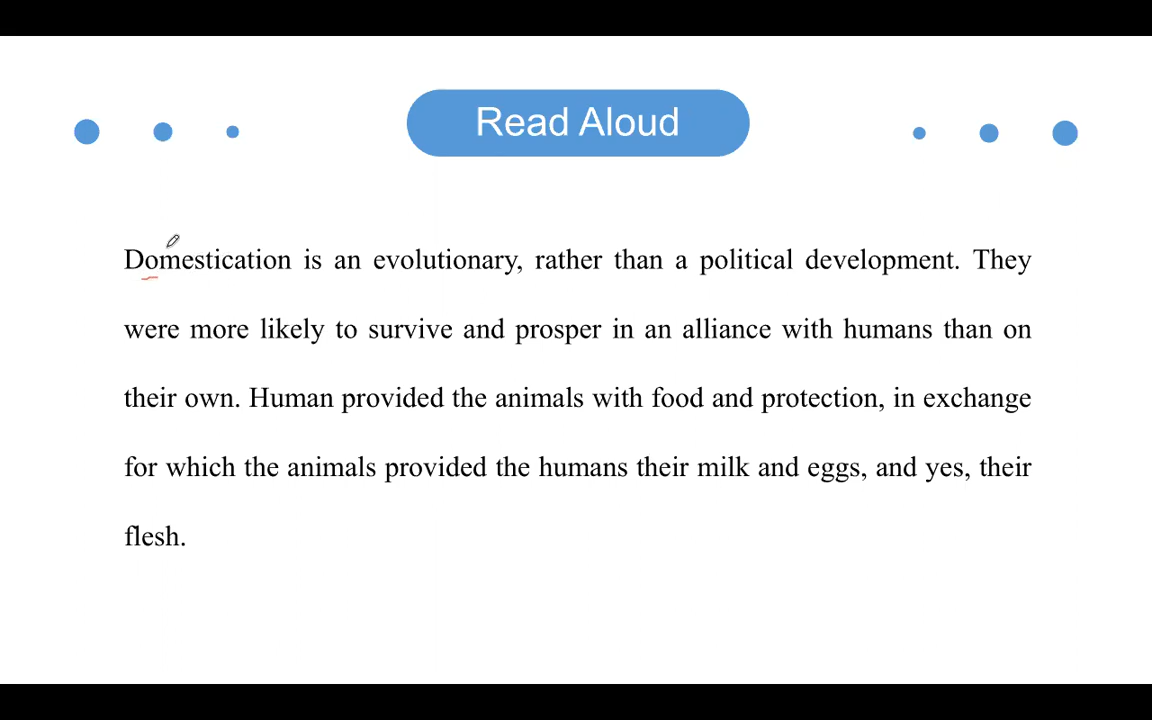 Read Aloud
Domestication is an evolutionary, rather than a political development. They
were more likely to survive and prosper in an alliance with humans than on
their own. Human provided the animals with food and protection, in exchange
for which the animals provided the humans their milk and eggs, and yes, their
flesh.